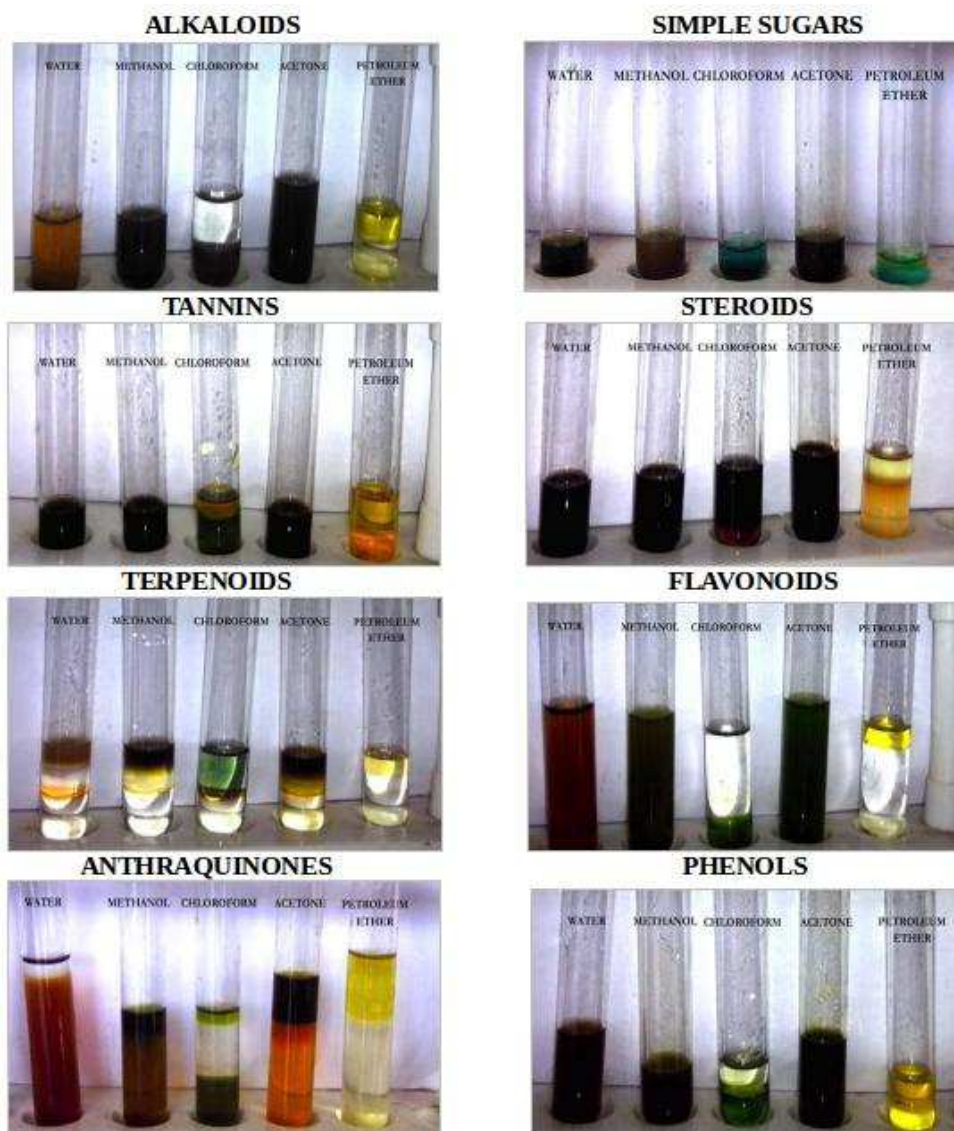 ALKALOIDS
WATER METHANOL CHLOROFORM ACETONE PETROLEUM
ETHER
SIMPLE SUGARS
WATER METHANOL CHLOROFORM ACETONE PETROLEUM
ETHER
TANNINS
WATER METHANOL CHLOROFORM ACETONE PETROLEUM
ETHER
STEROIDS
WATER METHANOL CHLOROFORM ACETONE PETROLEUM
ETHER
TERPENOIDS
WATER METHANOL CHLOROFORM ACETONE PETROLEUM
ETHER
FLAVONOIDS
WATER METHANOL CHLOROFORM ACETONE PETROLEUM
ETHER
ANTHRAQUINONES
WATER METHANOL CHLOROFORM ACETONE PETROLEUM
ETHER
PHENOLS
WATER METHANOL CHLOROFORM ACETONE PETROLEUM
ETHER